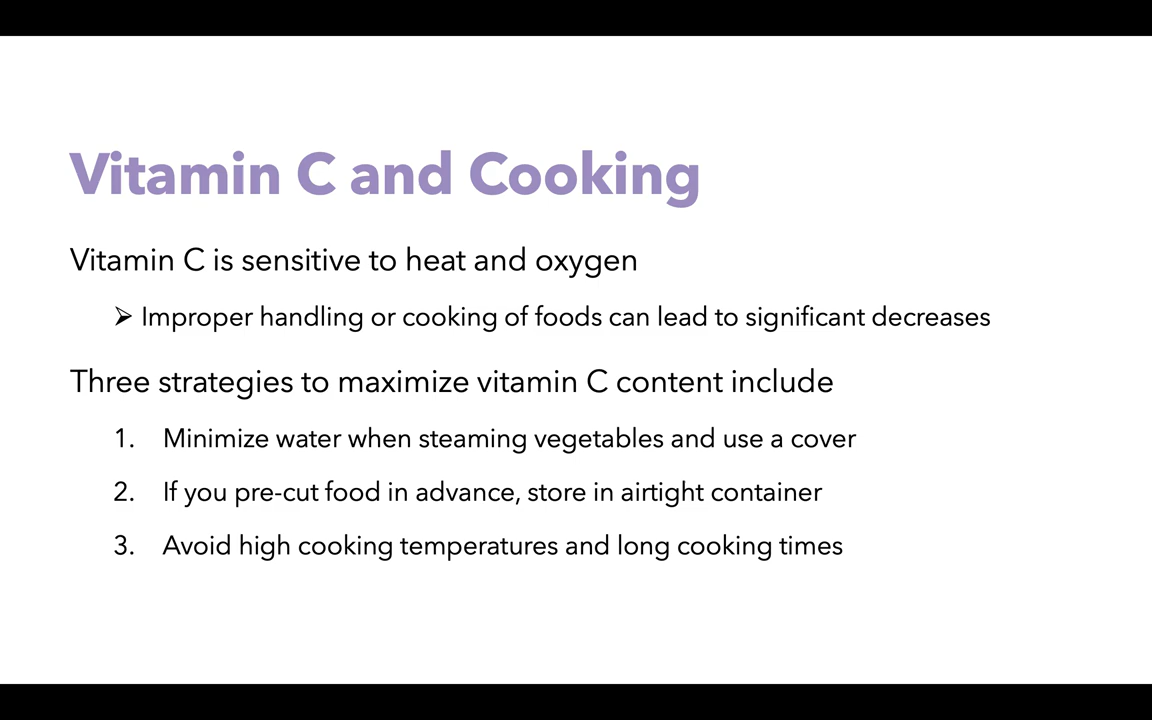 Vitamin C and Cooking
Vitamin C is sensitive to heat and oxygen
➢ Improper handling or cooking of foods can lead to significant decreases
Three strategies to maximize vitamin C content include
1. Minimize water when steaming vegetables and use a cover
2. If you pre-cut food in advance, store in airtight container
3. Avoid high cooking temperatures and long cooking times